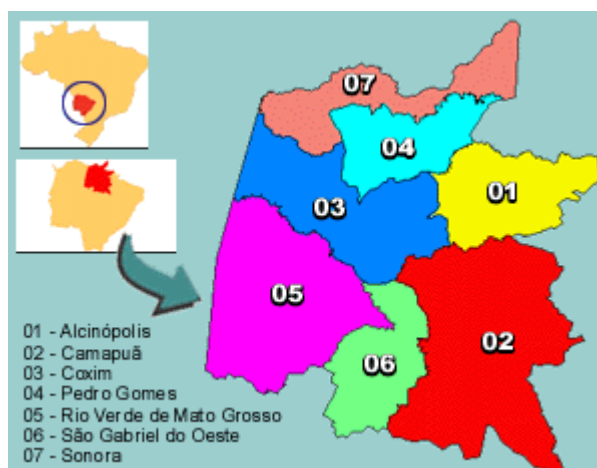 07
04
01
03
05
02
06
01 - Alcinópolis
02 - Camapuã
03 - Coxim
04 - Pedro Gomes
05 - Rio Verde de Mato Grosso
06 - São Gabriel do Oeste
07 - Sonora